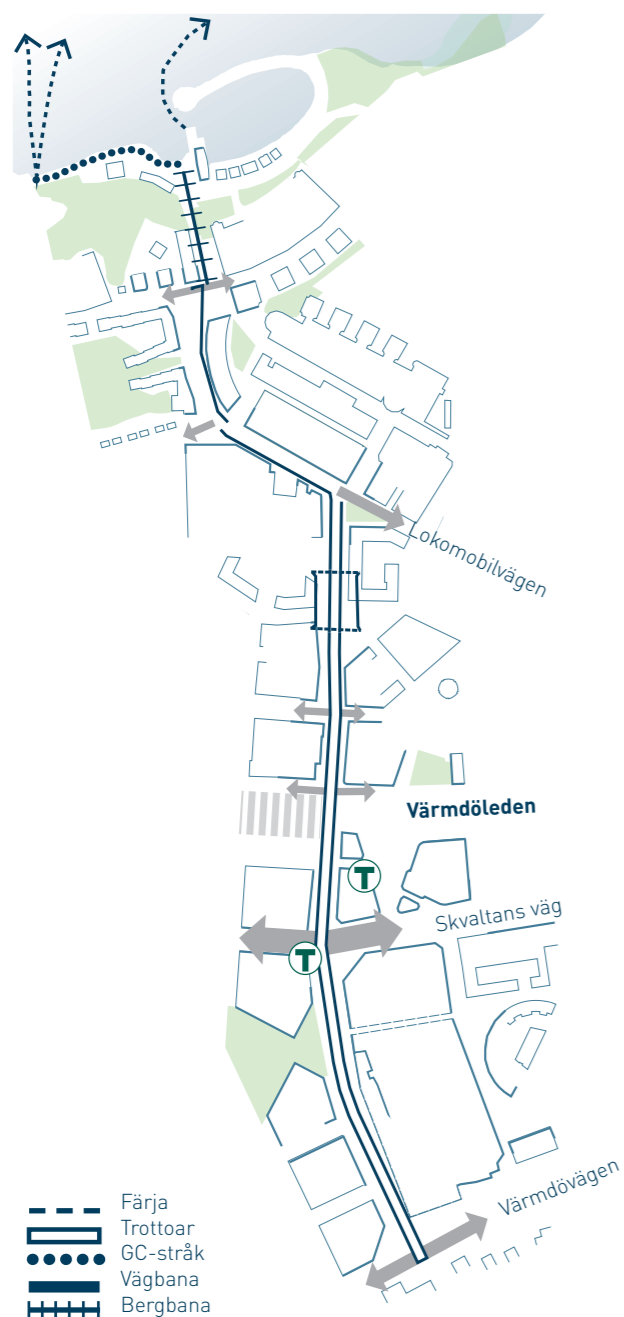 Lokomobilvägen
Värmdöleden
T
Skvaltans väg
T
Värmdövägen
Färja
Trottoar
GC-stråk
Vägbana
Bergbana